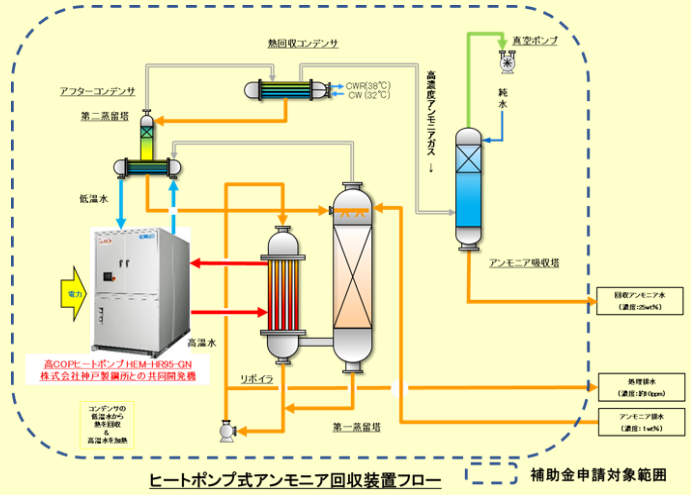 熱回収コンデンサ
真空ポンプ
アフターコンデンサ
CWR(38℃)
CW(32℃)
高濃度アンモニアガス →
純水
第二蒸留塔
低温水
アンモニア吸収塔
電力
回収アンモニア水
(濃度:25wt%)
高温水
高COPヒートポンプ HEM-HR95-GN
株式会社神戸製鋼所との共同開発機
リボイラ
処理排水
(濃度:約10ppm)
コンデンサの
低温水から
熱を回収
&
高温水を加熱
アンモニア排水
(濃度:1wt%)
第一蒸留塔
ヒートポンプ式アンモニア回収装置フロー
補助金申請対象範囲